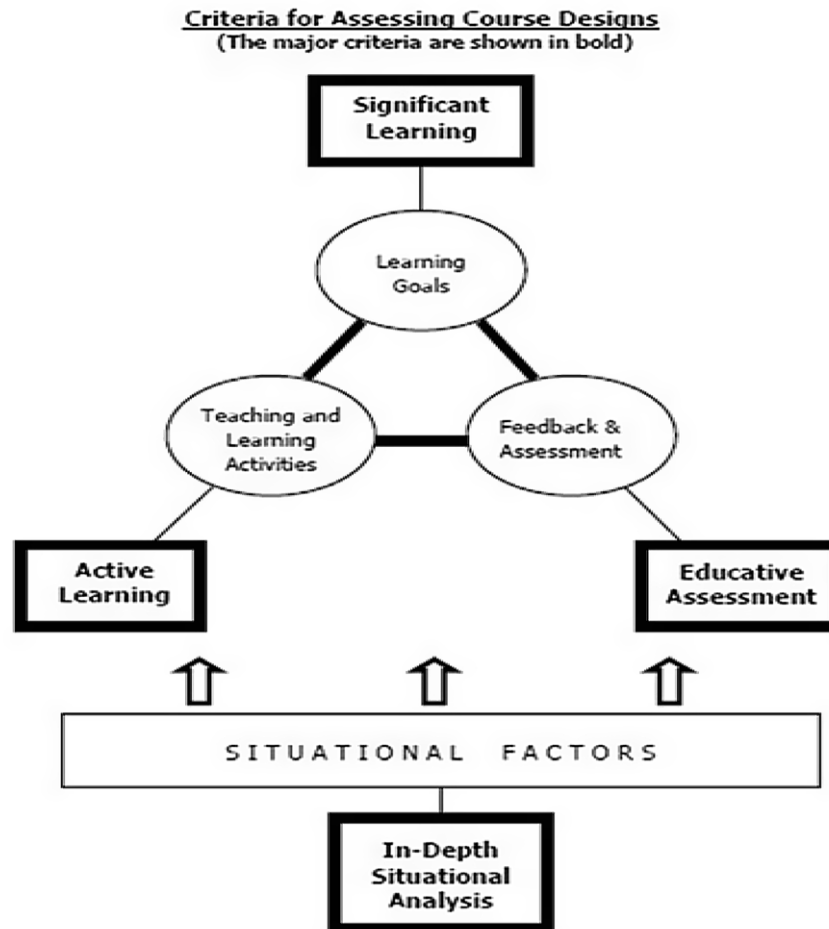 Criteria for Assessing Course Designs
(The major criteria are shown in bold)
Significant
Learning
Learning
Goals
Teaching and
Learning
Activities
Feedback &
Assessment
Active
Learning
Educative
Assessment
SITUATIONAL FACTORS
In-Depth
Situational
Analysis